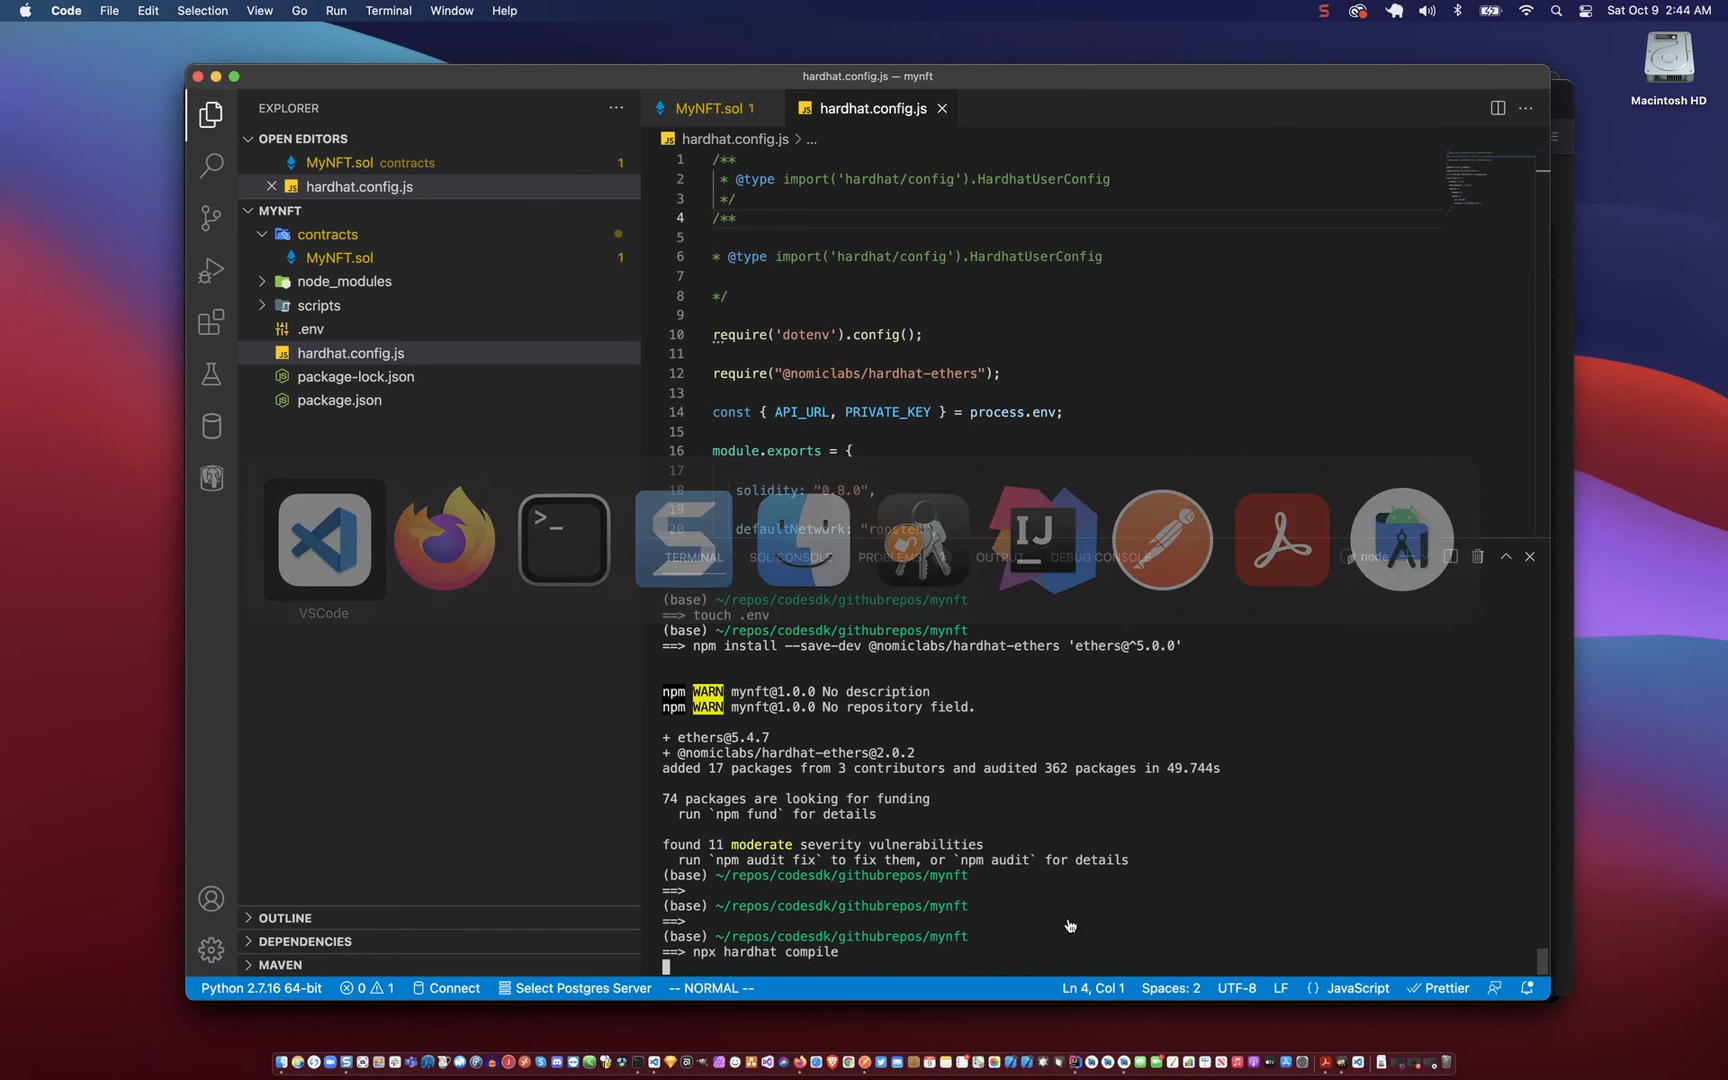 Code File Edit Selection View Go Run Terminal Window Help
Sat Oct 9 2:44 AM
Macintosh HD
hardhat.config.js — mynft
EXPLORER
OPEN EDITORS
MyNFT.sol contracts 1
hardhat.config.js
MYNFT
contracts
MyNFT.sol 1
node_modules
scripts
.env
hardhat.config.js
package-lock.json
package.json
OUTLINE
DEPENDENCIES
MAVEN
MyNFT.sol 1
hardhat.config.js
hardhat.config.js > ...
1 /**
2 * @type import('hardhat/config').HardhatUserConfig
3 */
4 /**
5
6 * @type import('hardhat/config').HardhatUserConfig
7
8 */
9
10 require('dotenv').config();
11
12 require("@nomiclabs/hardhat-ethers");
13
14 const { API_URL, PRIVATE_KEY } = process.env;
15
16 module.exports = {
17
18 solidity: "0.8.0",
19
20 defaultNetwork: "ropsten",
VSCode
TERMINAL SQL CONSOLE PROBLEMS OUTPUT DEBUG CONSOLE
node
(base) ~/repos/codesdk/githubrepos/mynft
==> touch .env
(base) ~/repos/codesdk/githubrepos/mynft
==> npm install --save-dev @nomiclabs/hardhat-ethers 'ethers@^5.0.0'
npm WARN mynft@1.0.0 No description
npm WARN mynft@1.0.0 No repository field.
+ ethers@5.4.7
+ @nomiclabs/hardhat-ethers@2.0.2
added 17 packages from 3 contributors and audited 362 packages in 49.744s
74 packages are looking for funding
run `npm fund` for details
found 11 moderate severity vulnerabilities
run `npm audit fix` to fix them, or `npm audit` for details
(base) ~/repos/codesdk/githubrepos/mynft
==>
(base) ~/repos/codesdk/githubrepos/mynft
==>
(base) ~/repos/codesdk/githubrepos/mynft
==> npx hardhat compile
Python 2.7.16 64-bit 0 1 Connect Select Postgres Server -- NORMAL --
Ln 4, Col 1 Spaces: 2 UTF-8 LF {} JavaScript Prettier